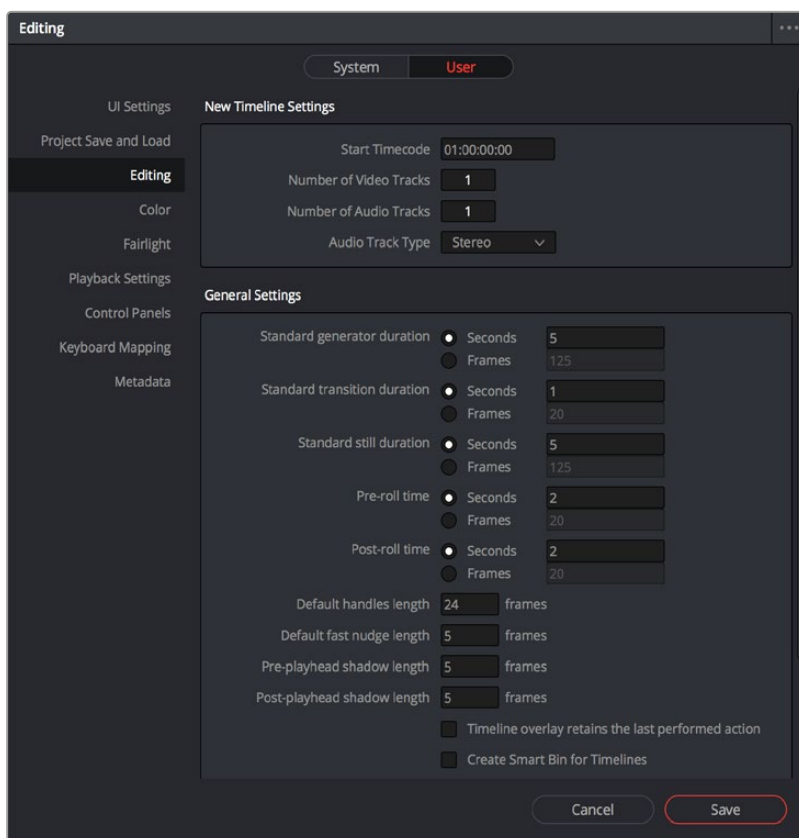 Editing
System User
UI Settings
Project Save and Load
Editing
Color
Fairlight
Playback Settings
Control Panels
Keyboard Mapping
Metadata
New Timeline Settings
Start Timecode 01:00:00:00
Number of Video Tracks 1
Number of Audio Tracks 1
Audio Track Type Stereo
General Settings
Standard generator duration Seconds 5
Frames 125
Standard transition duration Seconds 1
Frames 20
Standard still duration Seconds 5
Frames 125
Pre-roll time Seconds 2
Frames 20
Post-roll time Seconds 2
Frames 20
Default handles length 24 frames
Default fast nudge length 5 frames
Pre-playhead shadow length 5 frames
Post-playhead shadow length 5 frames
Timeline overlay retains the last performed action
Create Smart Bin for Timelines
Cancel Save